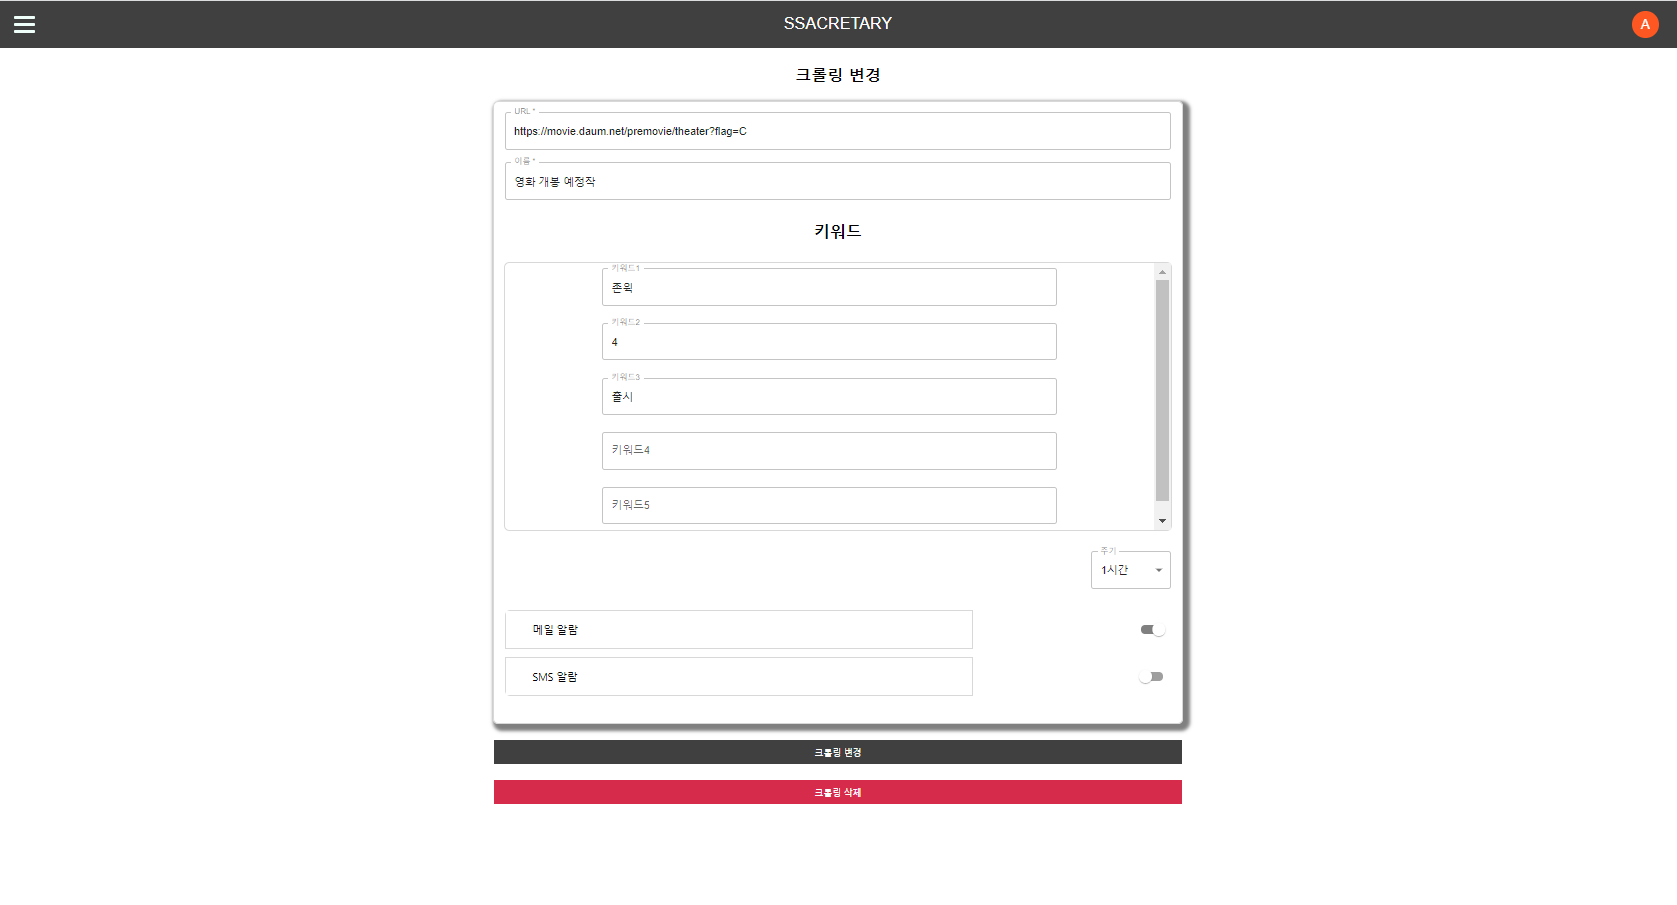 SSACRETARY
A
크롤링 변경
URL *
https://movie.daum.net/premovie/theater?flag=C
이름 *
영화 개봉 예정작
키워드
키워드1
존윅
키워드2
4
키워드3
출시
키워드4
키워드5
주기
1시간
메일 알람
SMS 알람
크롤링 변경
크롤링 삭제